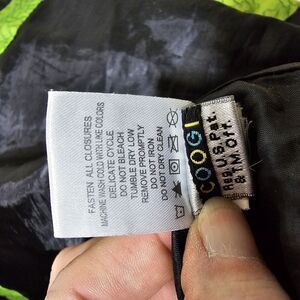 FASTEN ALL CLOSURES
MACHINE WASH COLD WITH LIKE COLORS
DELICATE CYCLE
DO NOT BLEACH
TUMBLE DRY LOW
REMOVE PROMPTLY
DO NOT IRON
DO NOT DRY CLEAN
COOGI
Reg. U.S. Pat.
& TM Off.